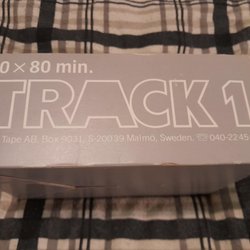 0 × 80 min.
TRACK 1
Tape AB, Box 9031, S-20039 Malmö, Sweden. ☎ 040-2245